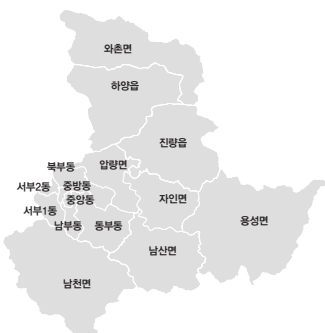 와촌면
하양읍
진량읍
북부동
압량면
서부2동
중방동
중앙동
자인면
서부1동
용성면
남부동
동부동
남산면
남천면